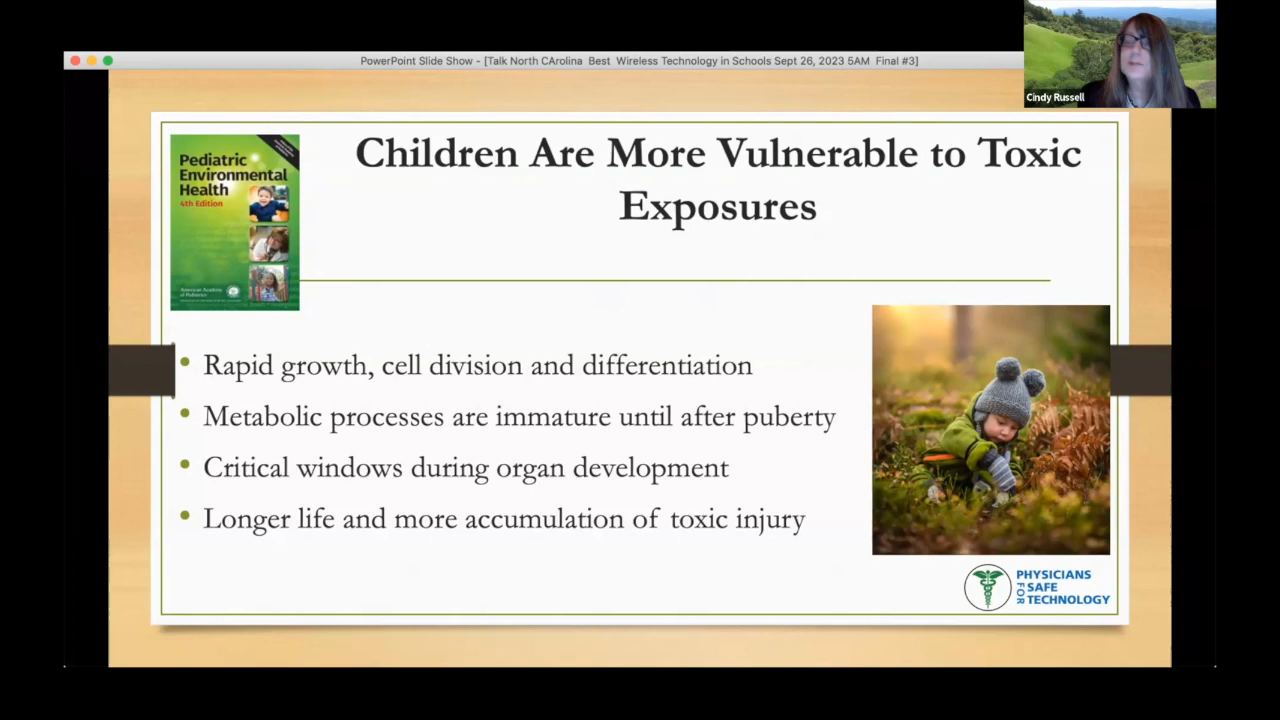 PowerPoint Slide Show - [Talk North CArolina Best Wireless Technology in Schools Sept 26, 2023 5AM Final #3]
Cindy Russell
Pediatric
Environmental
Health
4th Edition
American Academy
of Pediatrics
Children Are More Vulnerable to Toxic
Exposures
• Rapid growth, cell division and differentiation
• Metabolic processes are immature until after puberty
• Critical windows during organ development
• Longer life and more accumulation of toxic injury
PHYSICIANS
FOR SAFE
TECHNOLOGY